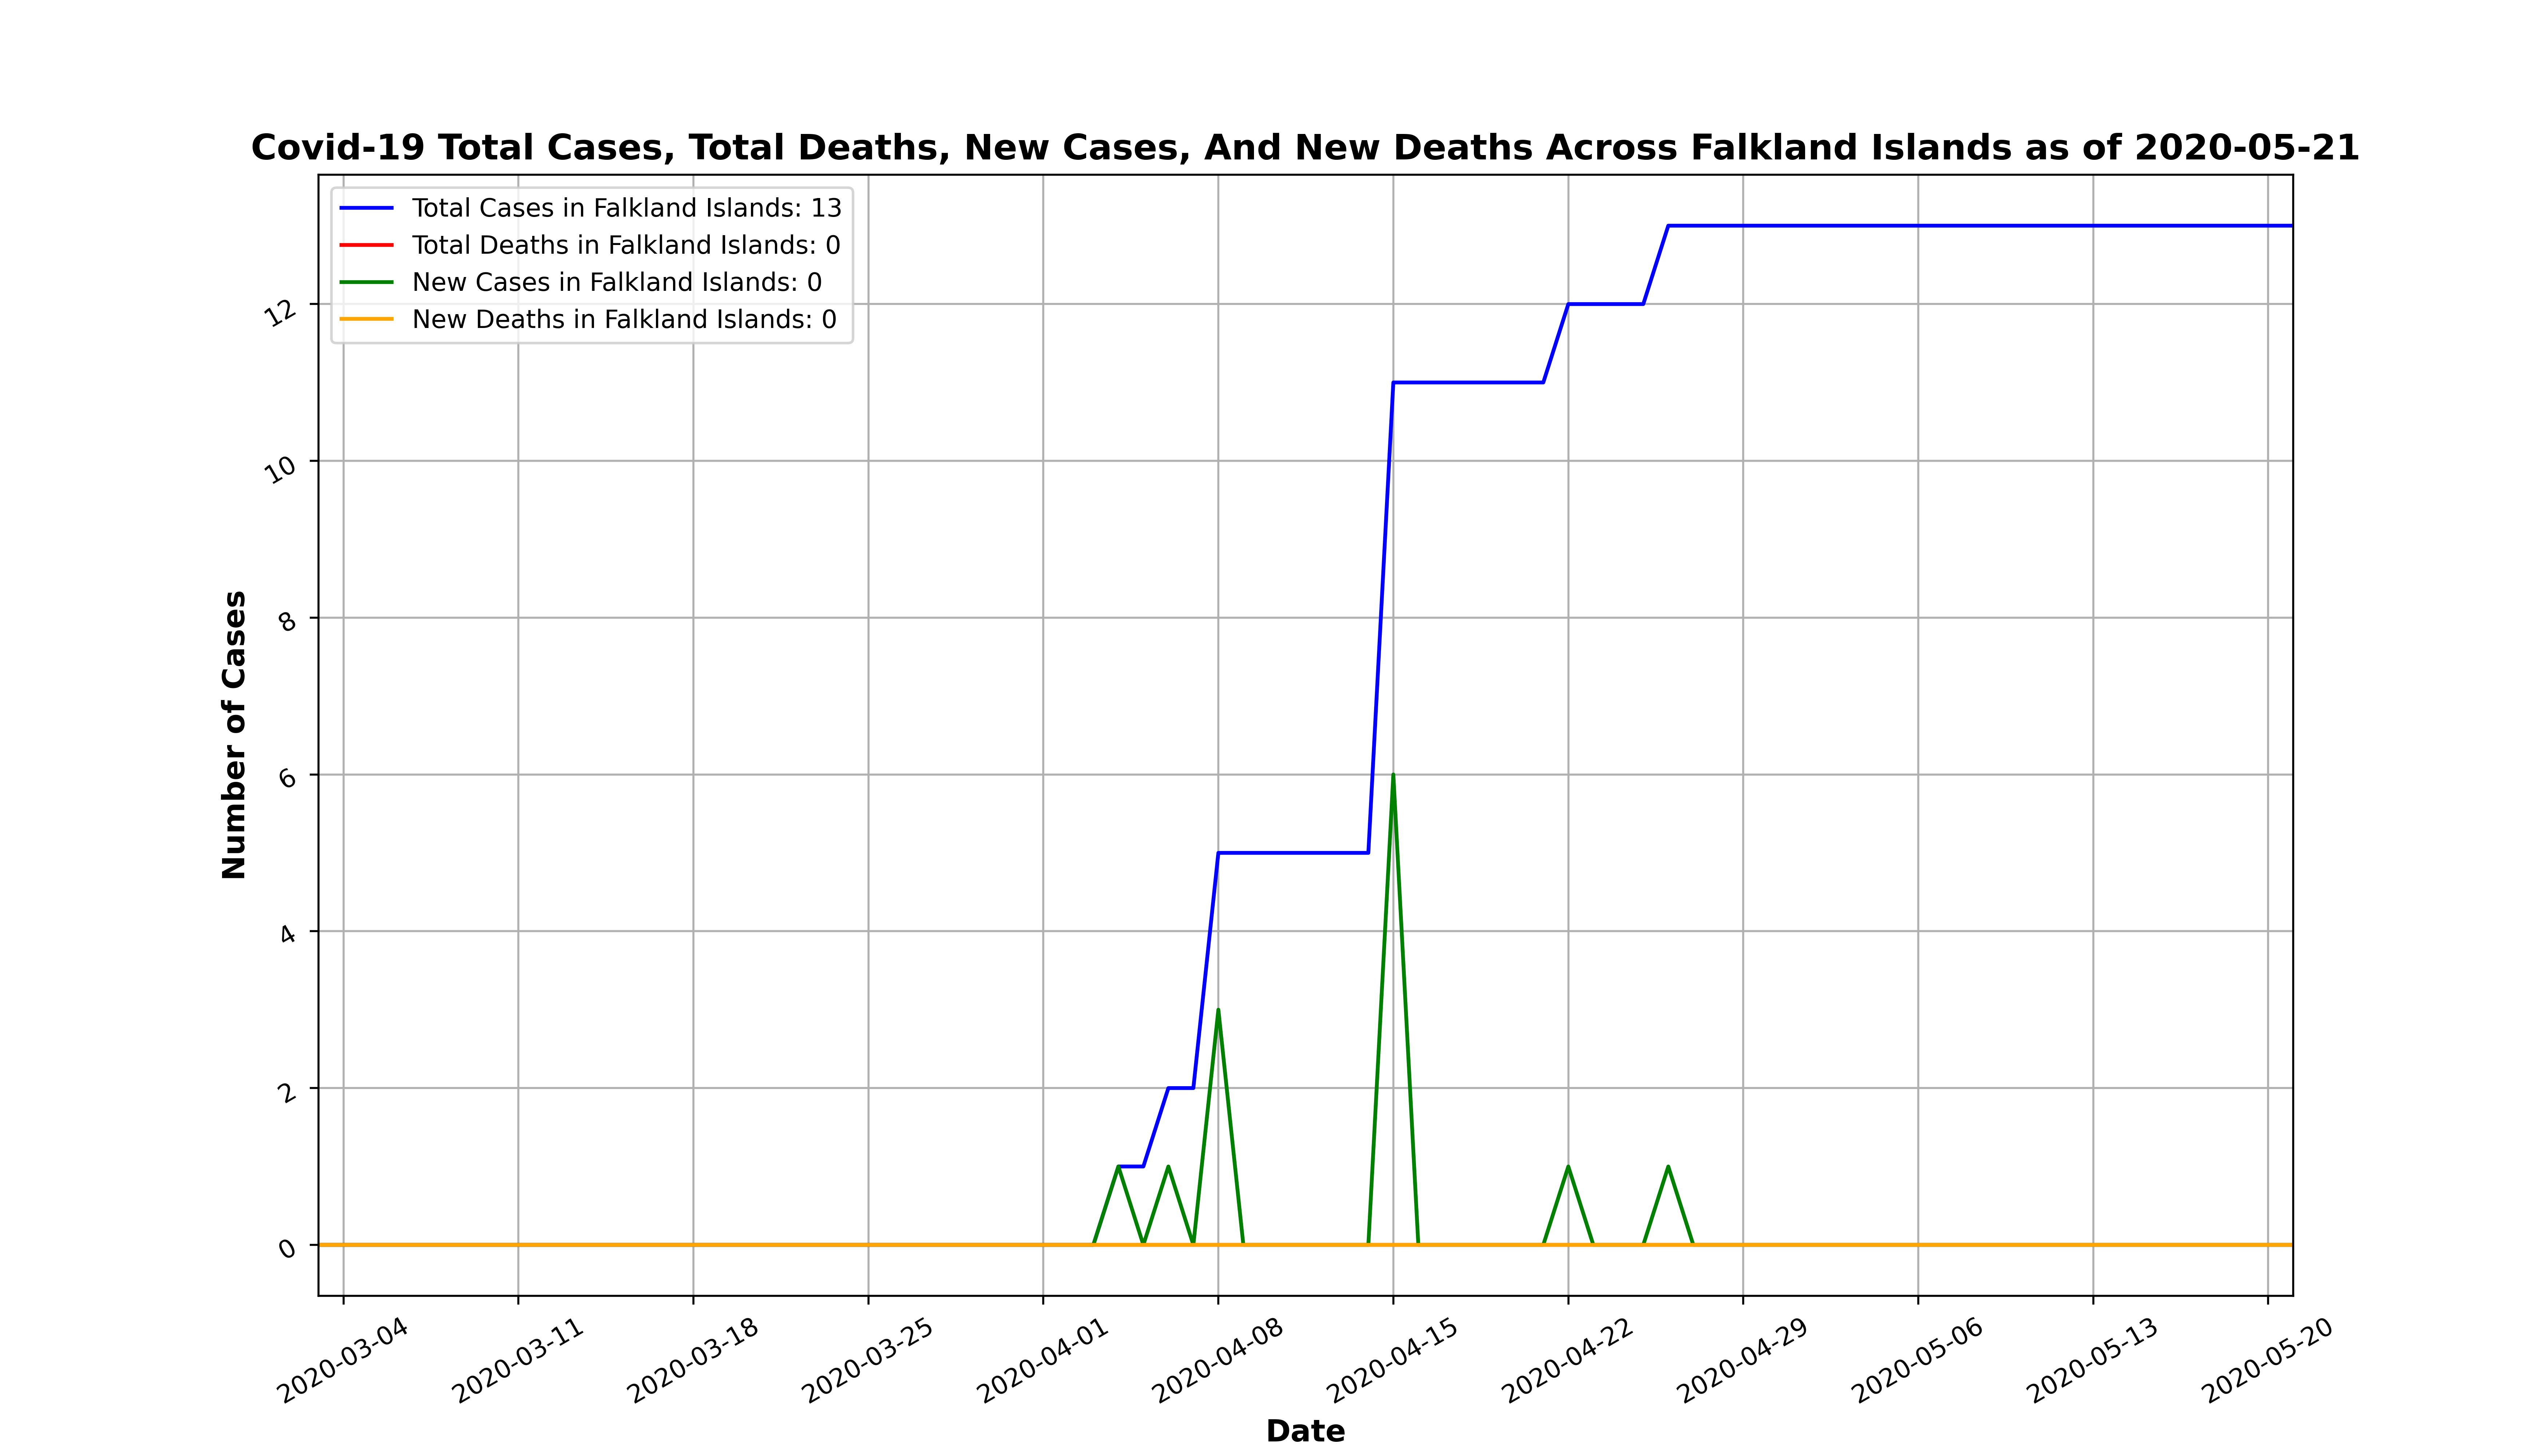 Covid-19 Total Cases, Total Deaths, New Cases, And New Deaths Across Falkland Islands as of 2020-05-21
Total Cases in Falkland Islands: 13
Total Deaths in Falkland Islands: 0
New Cases in Falkland Islands: 0
New Deaths in Falkland Islands: 0
Number of Cases
12
10
8
6
4
2
0
2020-03-04
2020-03-11
2020-03-18
2020-03-25
2020-04-01
2020-04-08
2020-04-15
2020-04-22
2020-04-29
2020-05-06
2020-05-13
2020-05-20
Date